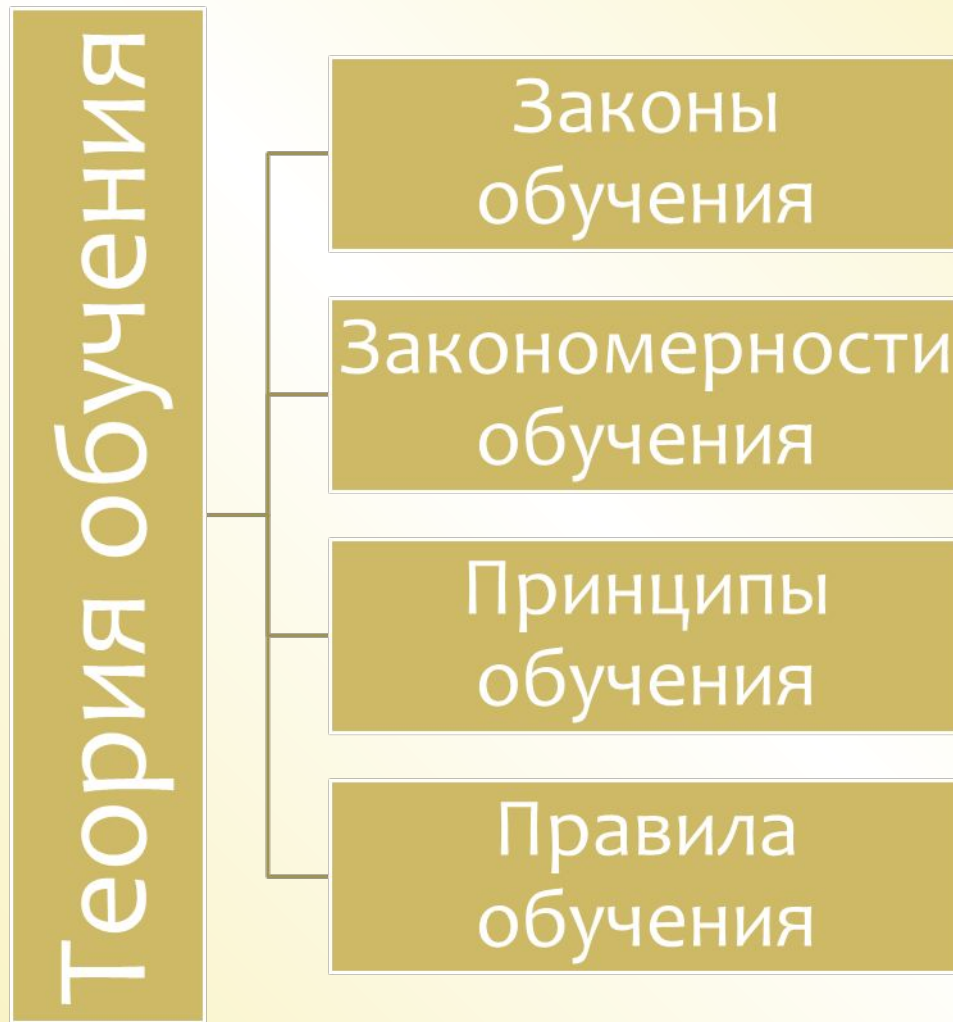 Теория обучения
Законы
обучения
Закономерности
обучения
Принципы
обучения
Правила
обучения